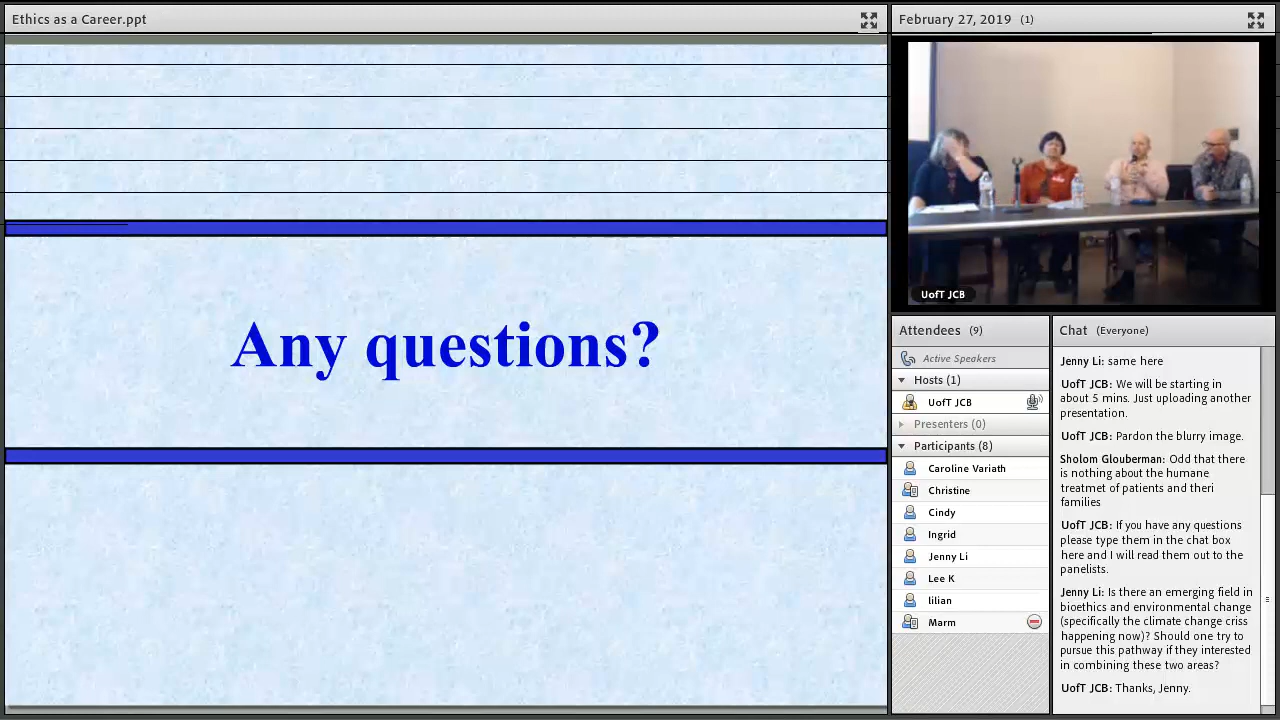 Ethics as a Career.ppt
Any questions?
February 27, 2019 (1)
UofT JCB
Attendees (9)
Active Speakers
Hosts (1)
UofT JCB
Presenters (0)
Participants (8)
Caroline Variath
Christine
Cindy
Ingrid
Jenny Li
Lee K
lilian
Marm
Chat (Everyone)
Jenny Li: same here
UofT JCB: We will be starting in
about 5 mins. Just uploading another
presentation.
UofT JCB: Pardon the blurry image.
Sholom Glouberman: Odd that there
is nothing about the humane
treatmet of patients and theri
families
UofT JCB: If you have any questions
please type them in the chat box
here and I will read them out to the
panelists.
Jenny Li: Is there an emerging field in
bioethics and environmental change
(specifically the climate change criss
happening now)? Should one try to
pursue this pathway if they interested
in combining these two areas?
UofT JCB: Thanks, Jenny.